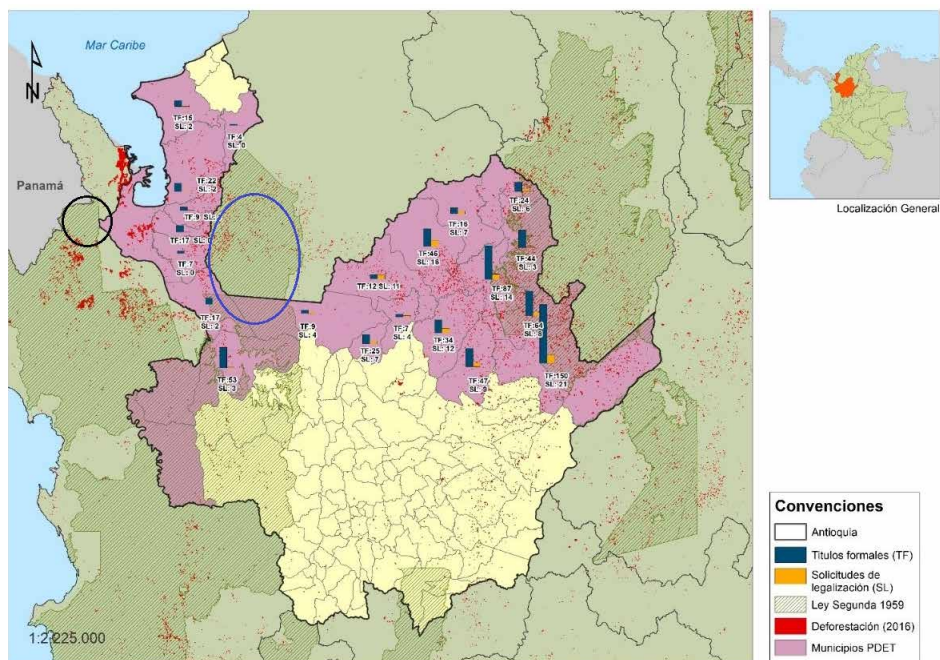 Mar Caribe
N
Panamá
TF:15
SL: 2
TF:4
SL: 0
TF:22
SL: 2
TF:9 SL:
TF:17
TF:7
SL: 0
TF:17
SL: 2
TF:53
SL: 3
TF:9
SL: 4
TF:12 SL: 11
TF:46
SL: 16
TF:16
SL: 7
TF:24
SL: 6
TF:44
SL: 3
TF:87
SL: 14
TF:64
SL: 8
TF:7
SL: 4
TF:25
SL: 7
TF:34
SL: 12
TF:47
TF:150
SL: 21
1:2.225.000
Localización General
Convenciones
Antioquia
Titulos formales (TF)
Solicitudes de
legalización (SL)
Ley Segunda 1959
Deforestación (2016)
Municipios PDET